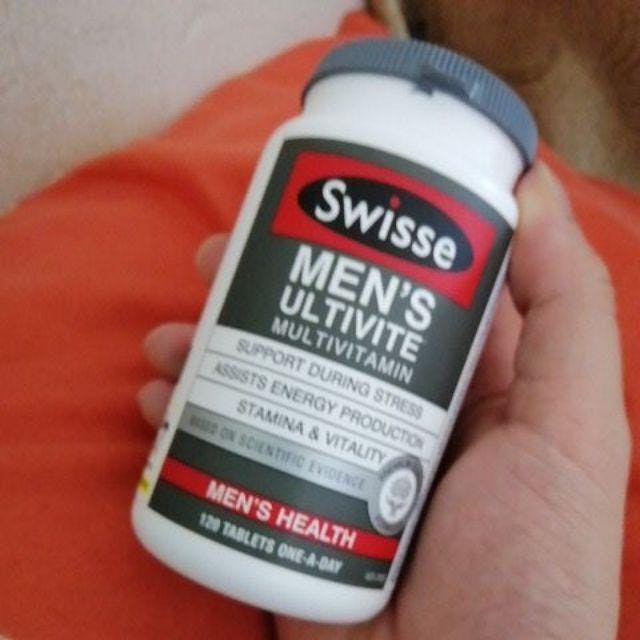 Swisse
MEN'S
ULTIVITE
MULTIVITAMIN
SUPPORT DURING STRESS
ASSISTS ENERGY PRODUCTION
STAMINA & VITALITY
BASED ON SCIENTIFIC EVIDENCE
MEN'S HEALTH
120 TABLETS ONE-A-DAY